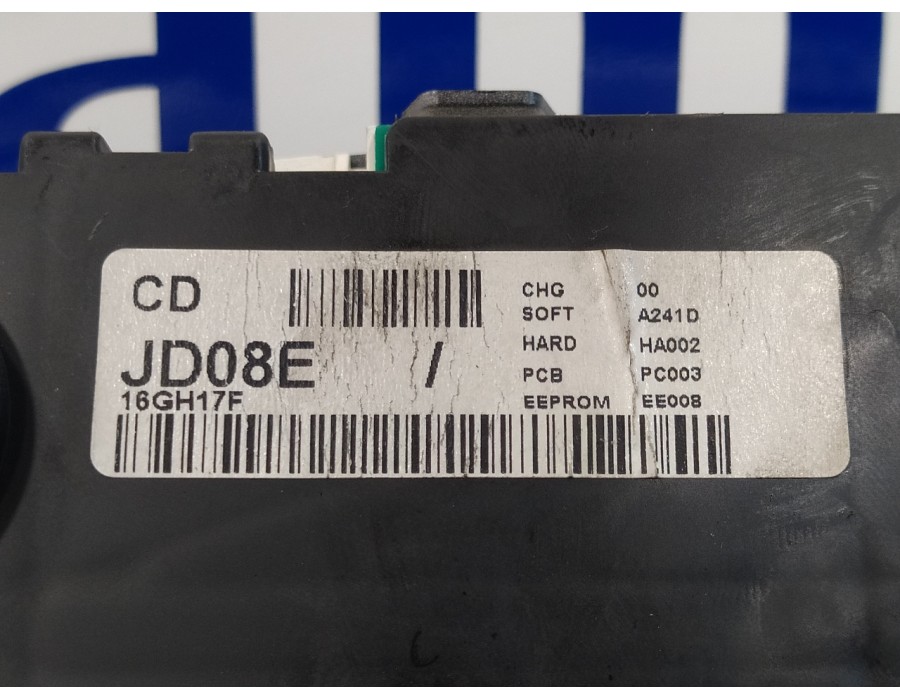 CD
JD08E /
16GH17F
CHG 00
SOFT A241D
HARD HA002
PCB PC003
EEPROM EE008